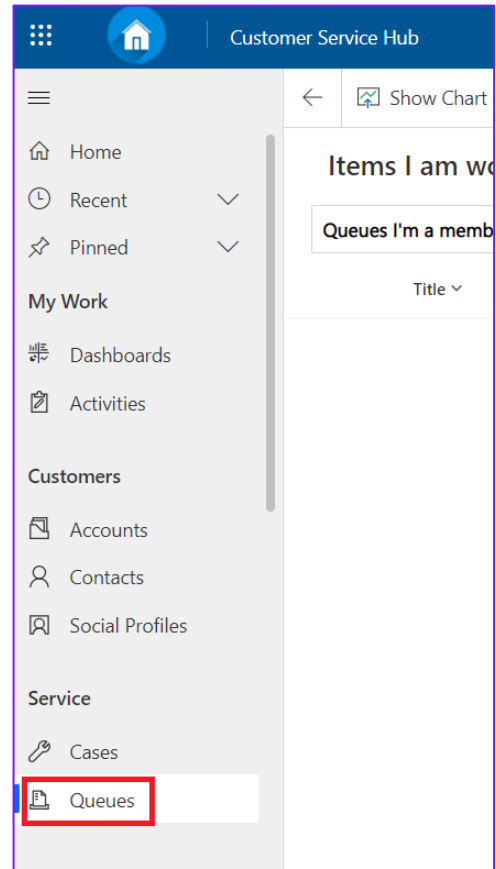 Customer Service Hub
Show Chart
Home
Items I am wo
Recent
Queues I'm a memb
Pinned
Title
My Work
Dashboards
Activities
Customers
Accounts
Contacts
Social Profiles
Service
Cases
Queues